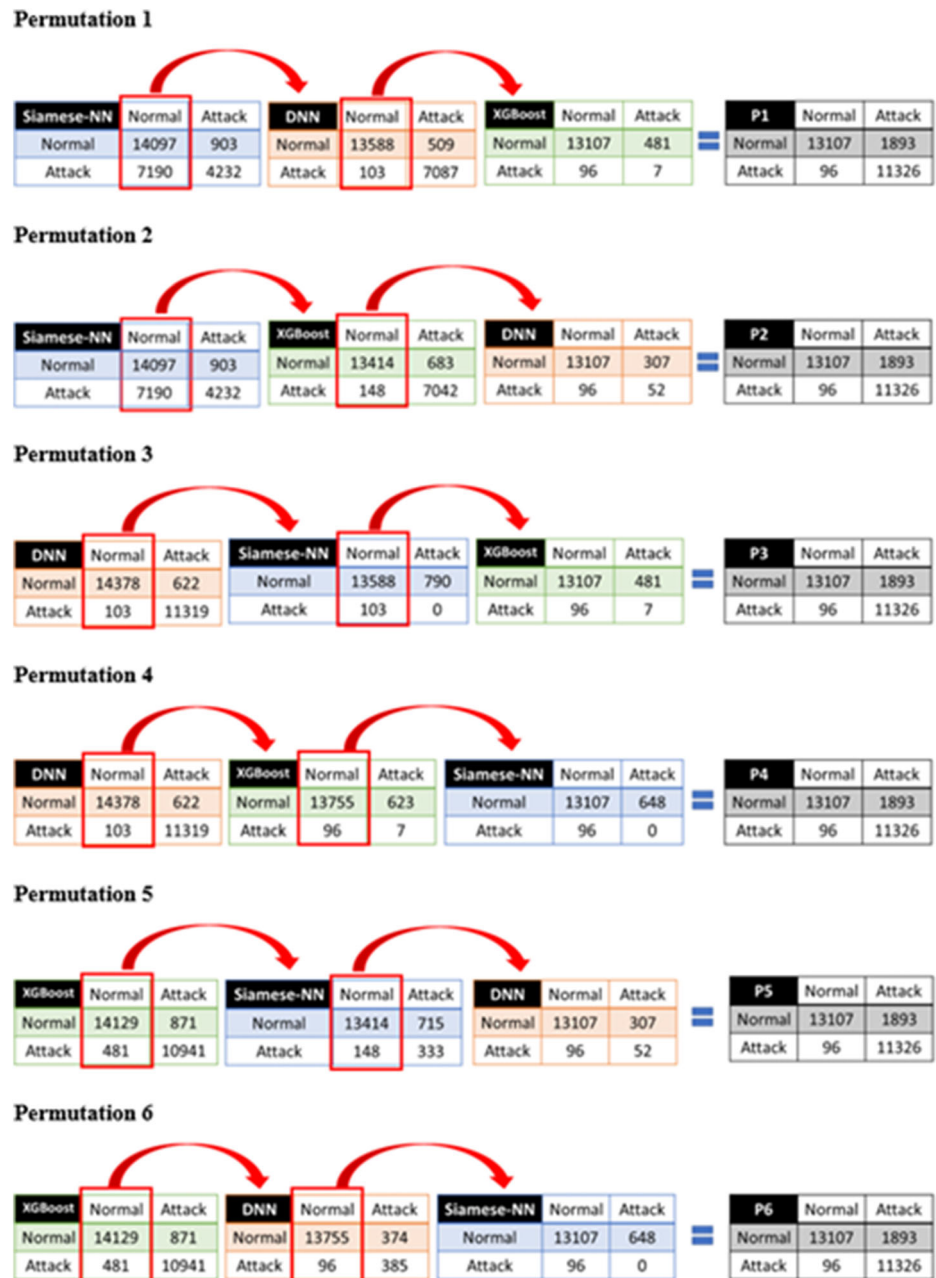 Permutation 1
Siamese-NN Normal Attack DNN Normal Attack XGBoost Normal Attack P1 Normal Attack
Normal 14097 903 Normal 13588 509 Normal 13107 481 = Normal 13107 1893
Attack 7190 4232 Attack 103 7087 Attack 96 7 Attack 96 11326
Permutation 2
Siamese-NN Normal Attack XGBoost Normal Attack DNN Normal Attack P2 Normal Attack
Normal 14097 903 Normal 13414 683 Normal 13107 307 = Normal 13107 1893
Attack 7190 4232 Attack 148 7042 Attack 96 52 Attack 96 11326
Permutation 3
DNN Normal Attack Siamese-NN Normal Attack XGBoost Normal Attack P3 Normal Attack
Normal 14378 622 Normal 13588 790 Normal 13107 481 = Normal 13107 1893
Attack 103 11319 Attack 103 0 Attack 96 7 Attack 96 11326
Permutation 4
DNN Normal Attack XGBoost Normal Attack Siamese-NN Normal Attack P4 Normal Attack
Normal 14378 622 Normal 13755 623 Normal 13107 648 = Normal 13107 1893
Attack 103 11319 Attack 96 7 Attack 96 0 Attack 96 11326
Permutation 5
XGBoost Normal Attack Siamese-NN Normal Attack DNN Normal Attack P5 Normal Attack
Normal 14129 871 Normal 13414 715 Normal 13107 307 = Normal 13107 1893
Attack 481 10941 Attack 148 333 Attack 96 52 Attack 96 11326
Permutation 6
XGBoost Normal Attack DNN Normal Attack Siamese-NN Normal Attack P6 Normal Attack
Normal 14129 871 Normal 13755 374 Normal 13107 648 = Normal 13107 1893
Attack 481 10941 Attack 96 385 Attack 96 0 Attack 96 11326